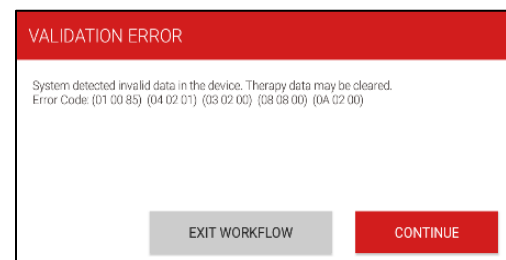 VALIDATION ERROR
System detected invalid data in the device. Therapy data may be cleared.
Error Code: (01 00 85) (04 02 01) (03 02 00) (08 08 00) (0A 02 00)
EXIT WORKFLOW
CONTINUE